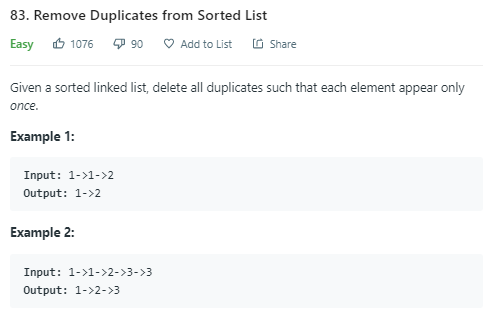 83. Remove Duplicates from Sorted List
Easy 1076 90 Add to List Share
Given a sorted linked list, delete all duplicates such that each element appear only
once.
Example 1:
Input: 1->1->2
Output: 1->2
Example 2:
Input: 1->1->2->3->3
Output: 1->2->3